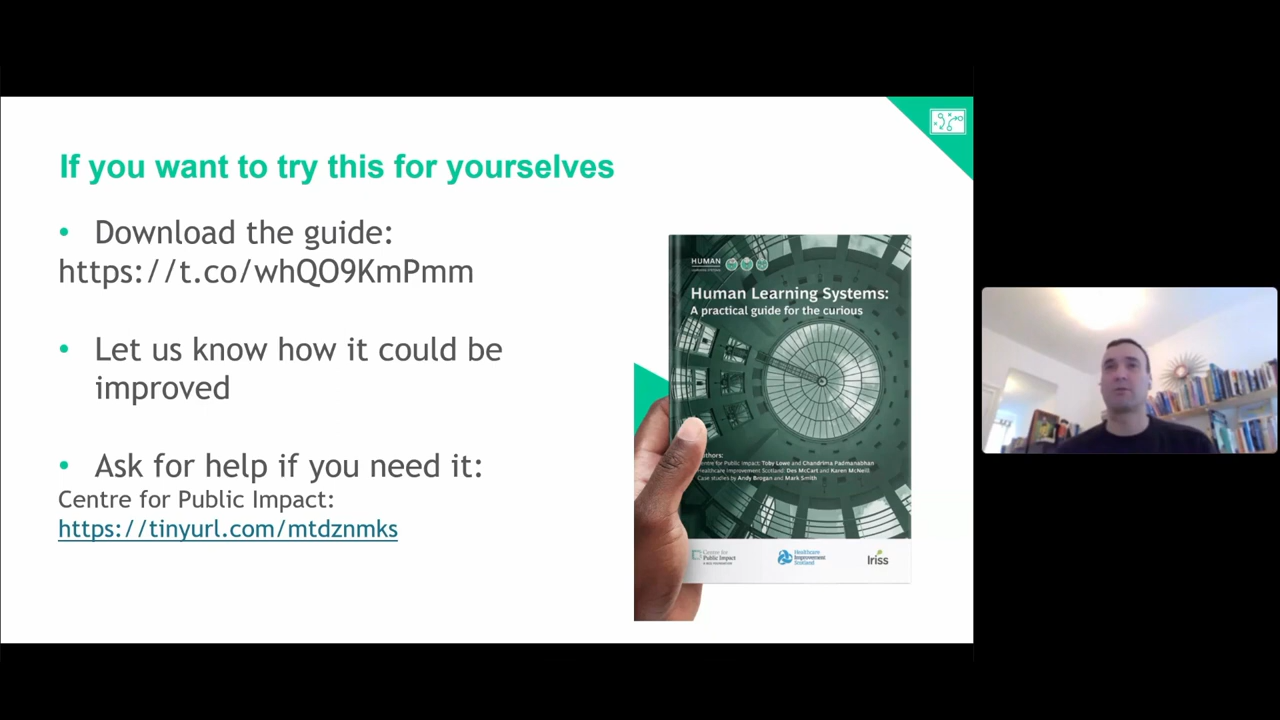 If you want to try this for yourselves
• Download the guide:
https://t.co/whQO9KmPmm
• Let us know how it could be
improved
• Ask for help if you need it:
Centre for Public Impact:
https://tinyurl.com/mtdznmks
HUMAN
Human Learning Systems:
A practical guide for the curious
Authors:
Centre for Public Impact: Toby Lowe and Chandrima Padmanabhan
Healthcare Improvement Scotland: Des McCart and Karen McNeill
Case studies by Andy Brogan and Mark Smith
Centre for
Public Impact
Healthcare
Improvement
Scotland
Iriss